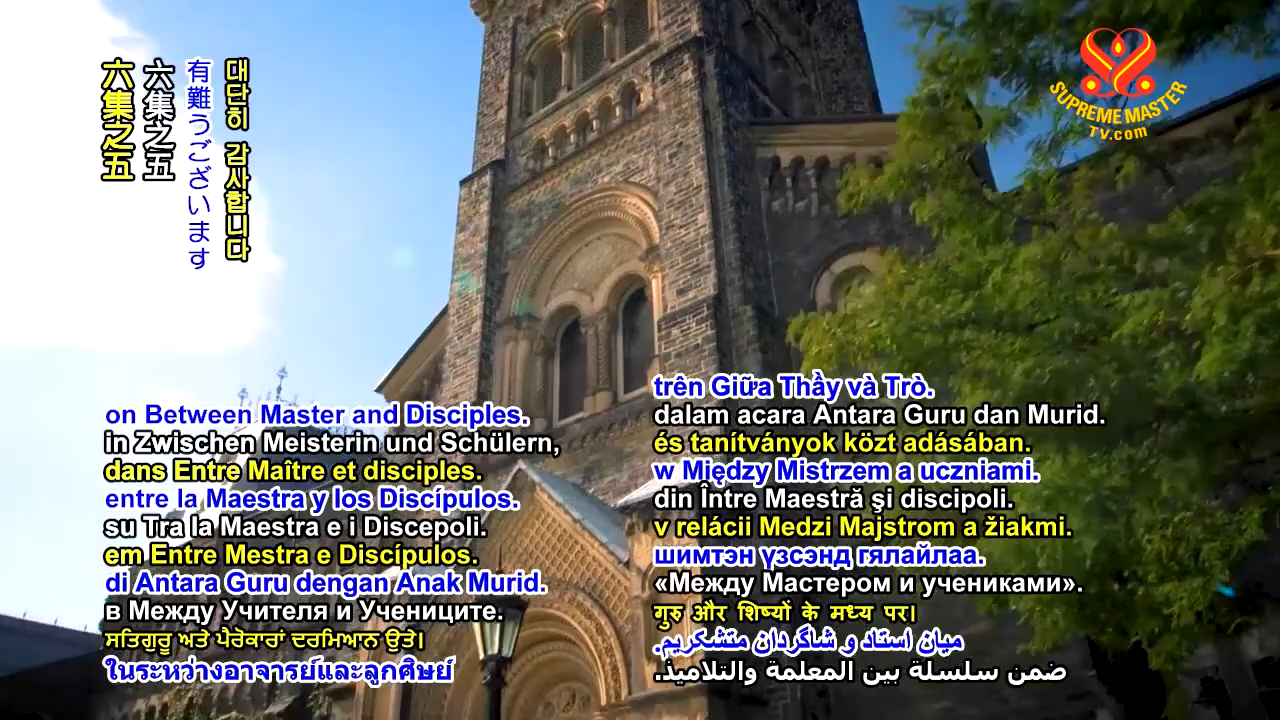 대단히 감사합니다
有難うございます
六集之五
六集之五
SUPREME MASTER
TV.com
on Between Master and Disciples.
in Zwischen Meisterin und Schülern,
dans Entre Maître et disciples.
entre la Maestra y los Discípulos.
su Tra la Maestra e i Discepoli.
em Entre Mestra e Discípulos.
di Antara Guru dengan Anak Murid.
в Между Учителя и Учениците.
ਸਤਿਗੁਰੂ ਅਤੇ ਪੈਰੋਕਾਰਾਂ ਦਰਮਿਆਨ ਉਤੇ।
ในระหว่างอาจารย์และลูกศิษย์
trên Giữa Thầy và Trò.
dalam acara Antara Guru dan Murid.
és tanítványok közt adásában.
w Między Mistrzem a uczniami.
din Între Maestră şi discipoli.
v relácii Medzi Majstrom a žiakmi.
шимтэн үзсэнд гялайлаа.
«Между Мастером и учениками».
गुरु और शिष्यों के मध्य पर।
میان استاد و شاگردان متشکریم.
ضمن سلسلة بين المعلمة والتلاميذ.